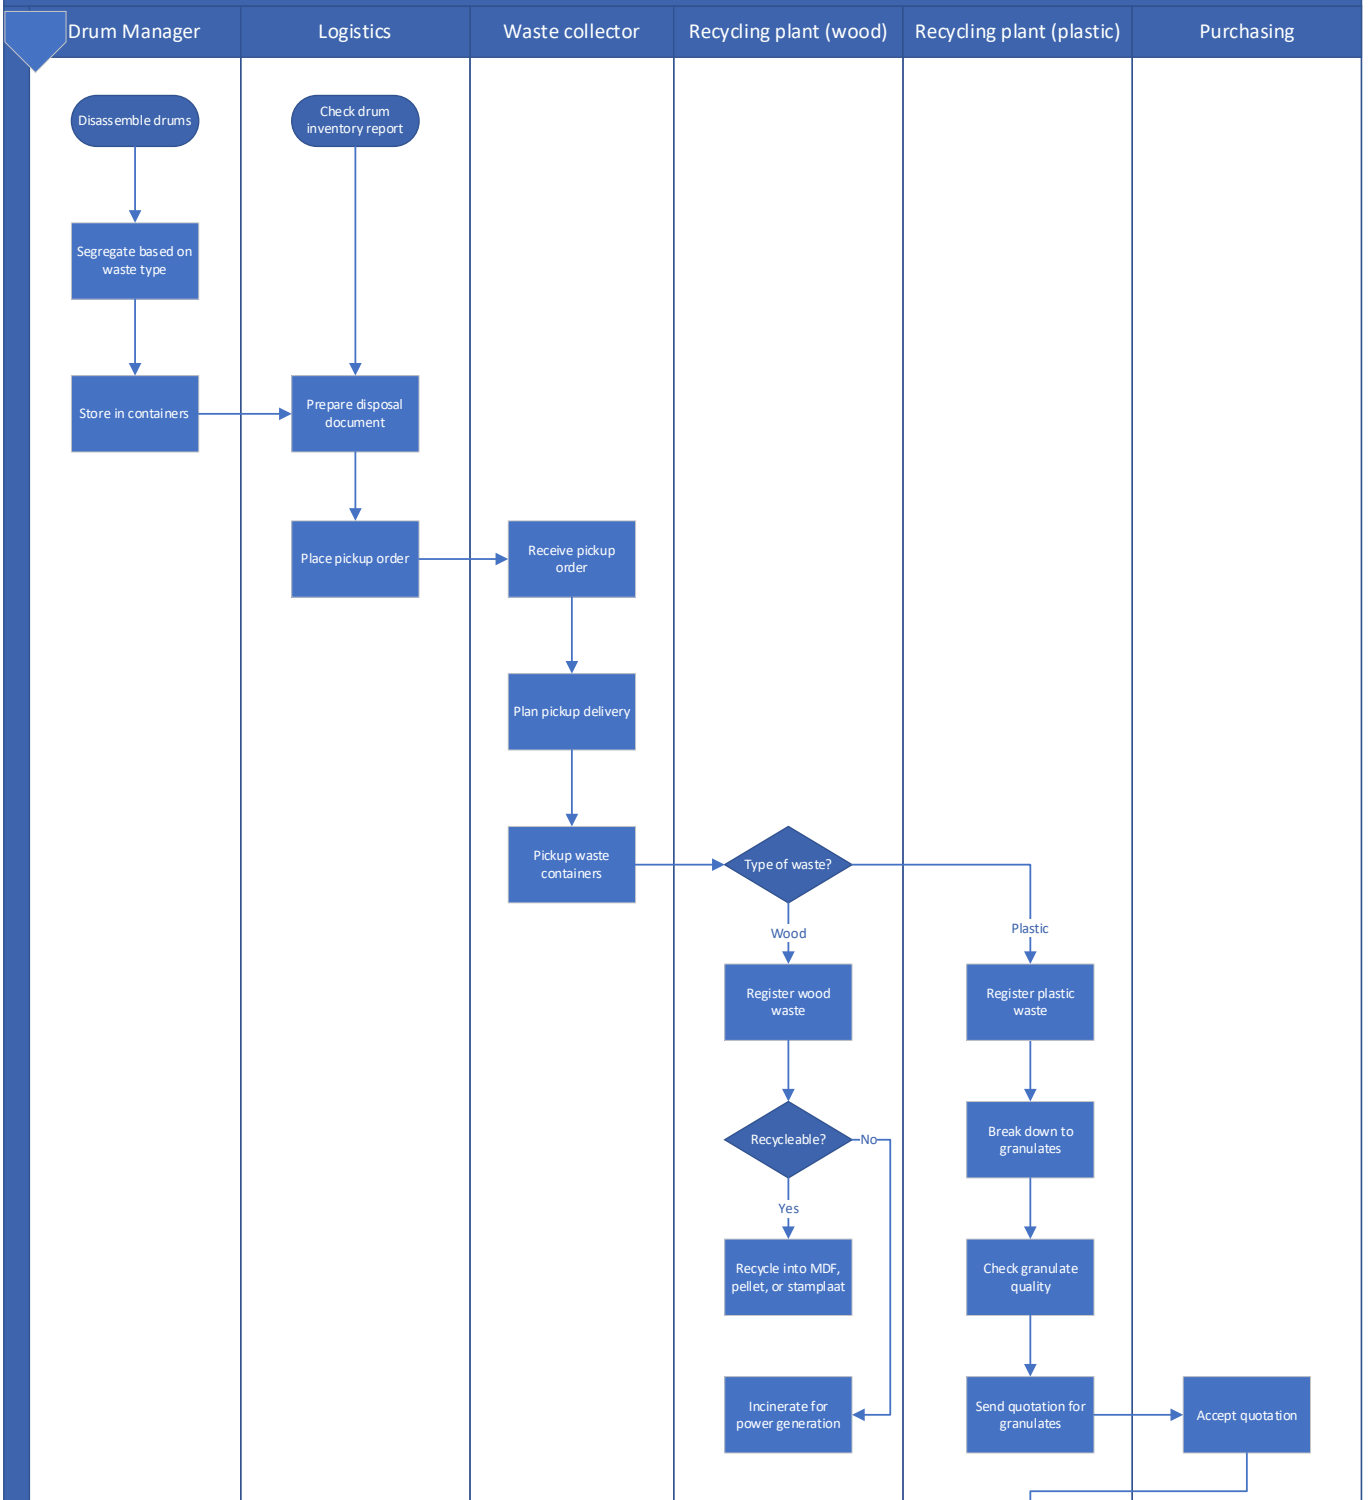 Drum Manager
Logistics
Waste collector
Recycling plant (wood)
Recycling plant (plastic)
Purchasing
Disassemble drums
Check drum
inventory report
Segregate based on
waste type
Store in containers
Prepare disposal
document
Place pickup order
Receive pickup
order
Plan pickup delivery
Pickup waste
containers
Type of waste?
Wood
Plastic
Register wood
waste
Register plastic
waste
Recycleable?
No
Break down to
granulates
Yes
Recycle into MDF,
pellet, or stamplaat
Check granulate
quality
Incinerate for
power generation
Send quotation for
granulates
Accept quotation